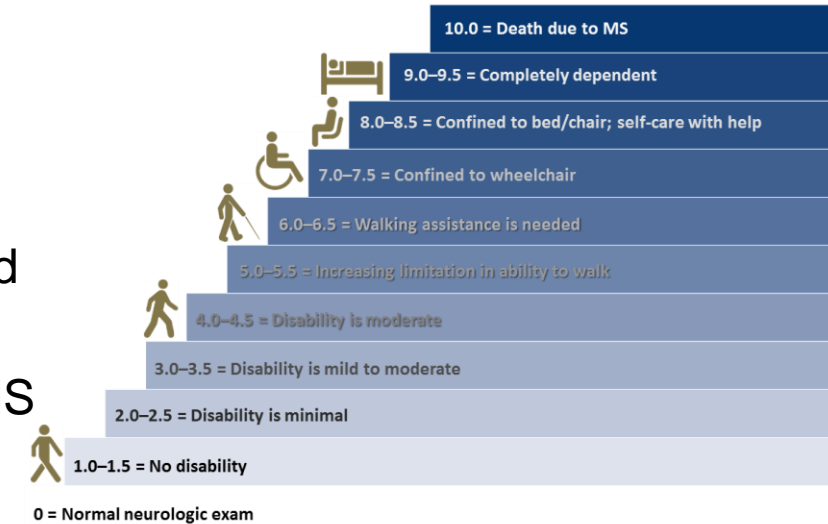 10.0 = Death due to MS
9.0–9.5 = Completely dependent
8.0–8.5 = Confined to bed/chair; self-care with help
7.0–7.5 = Confined to wheelchair
6.0–6.5 = Walking assistance is needed
d
5.0–5.5 = Increasing limitation in ability to walk
4.0–4.5 = Disability is moderate
3.0–3.5 = Disability is mild to moderate
S
2.0–2.5 = Disability is minimal
1.0–1.5 = No disability
0 = Normal neurologic exam